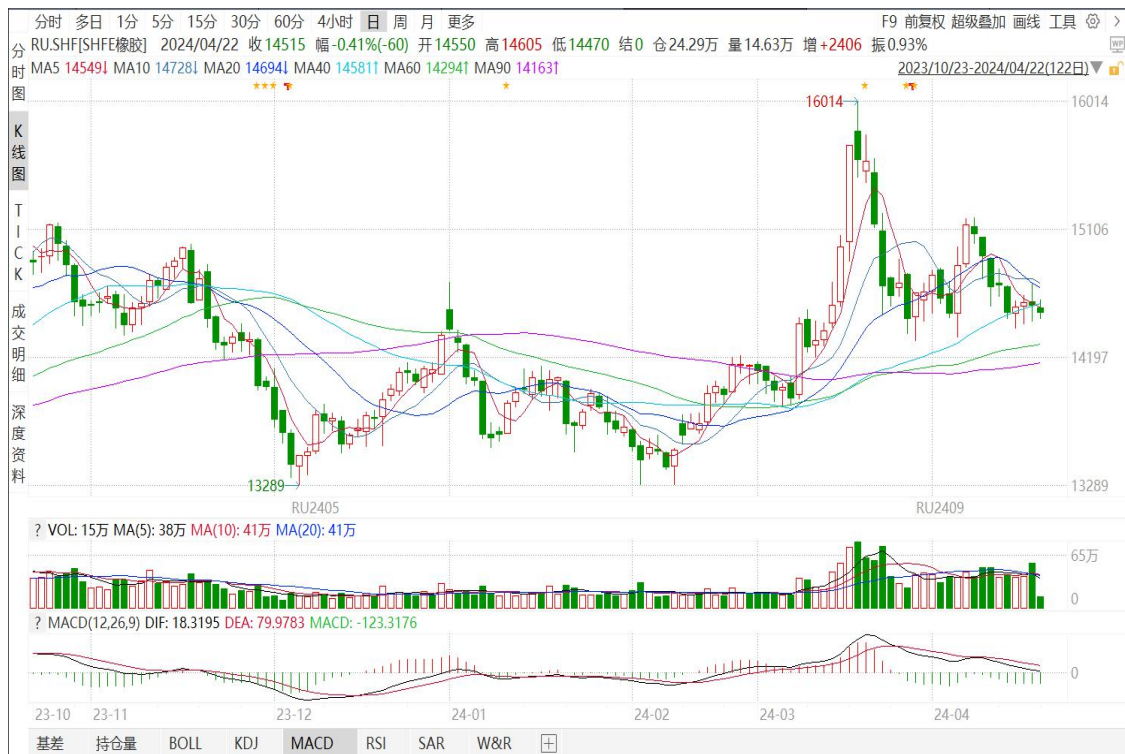 分时 多日 1分 5分 15分 30分 60分 4小时 日 周 月 更多 F9 前复权 超级叠加 画线 工具
RU.SHF[SHFE橡胶] 2024/04/22 收14515 幅-0.41%(-60) 开14550 高14605 低14470 结0 仓24.29万 量14.63万 增+2406 振0.93%
WP
MA5 14549↓ MA10 14728↓ MA20 14694↓ MA40 14581↑ MA60 14294↑ MA90 14163↑ 2023/10/23-2024/04/22(122日)▼
分时图
K线图
TICK
成交明细
深度资料
16014 16014
15106
14197
13289 13289
RU2405 RU2409
? VOL: 15万 MA(5): 38万 MA(10): 41万 MA(20): 41万
65万
0
? MACD(12,26,9) DIF: 18.3195 DEA: 79.9783 MACD: -123.3176
0
23-10 23-11 23-12 24-01 24-02 24-03 24-04
基差 持仓量 BOLL KDJ MACD RSI SAR W&R